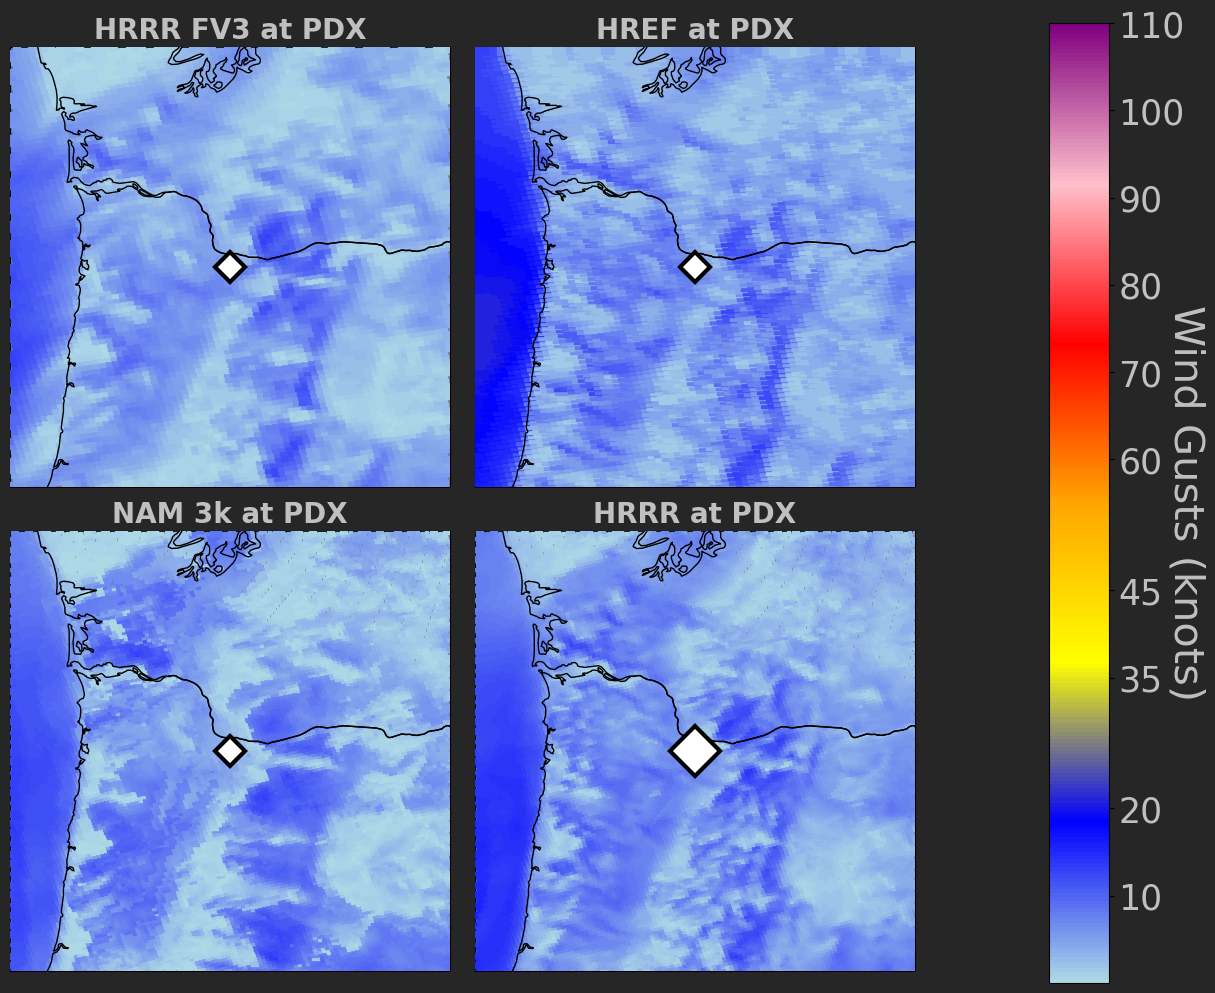 HRRR FV3 at PDX
HREF at PDX
NAM 3k at PDX
HRRR at PDX
110
100
90
80
70
60
45
35
20
10
Wind Gusts (knots)